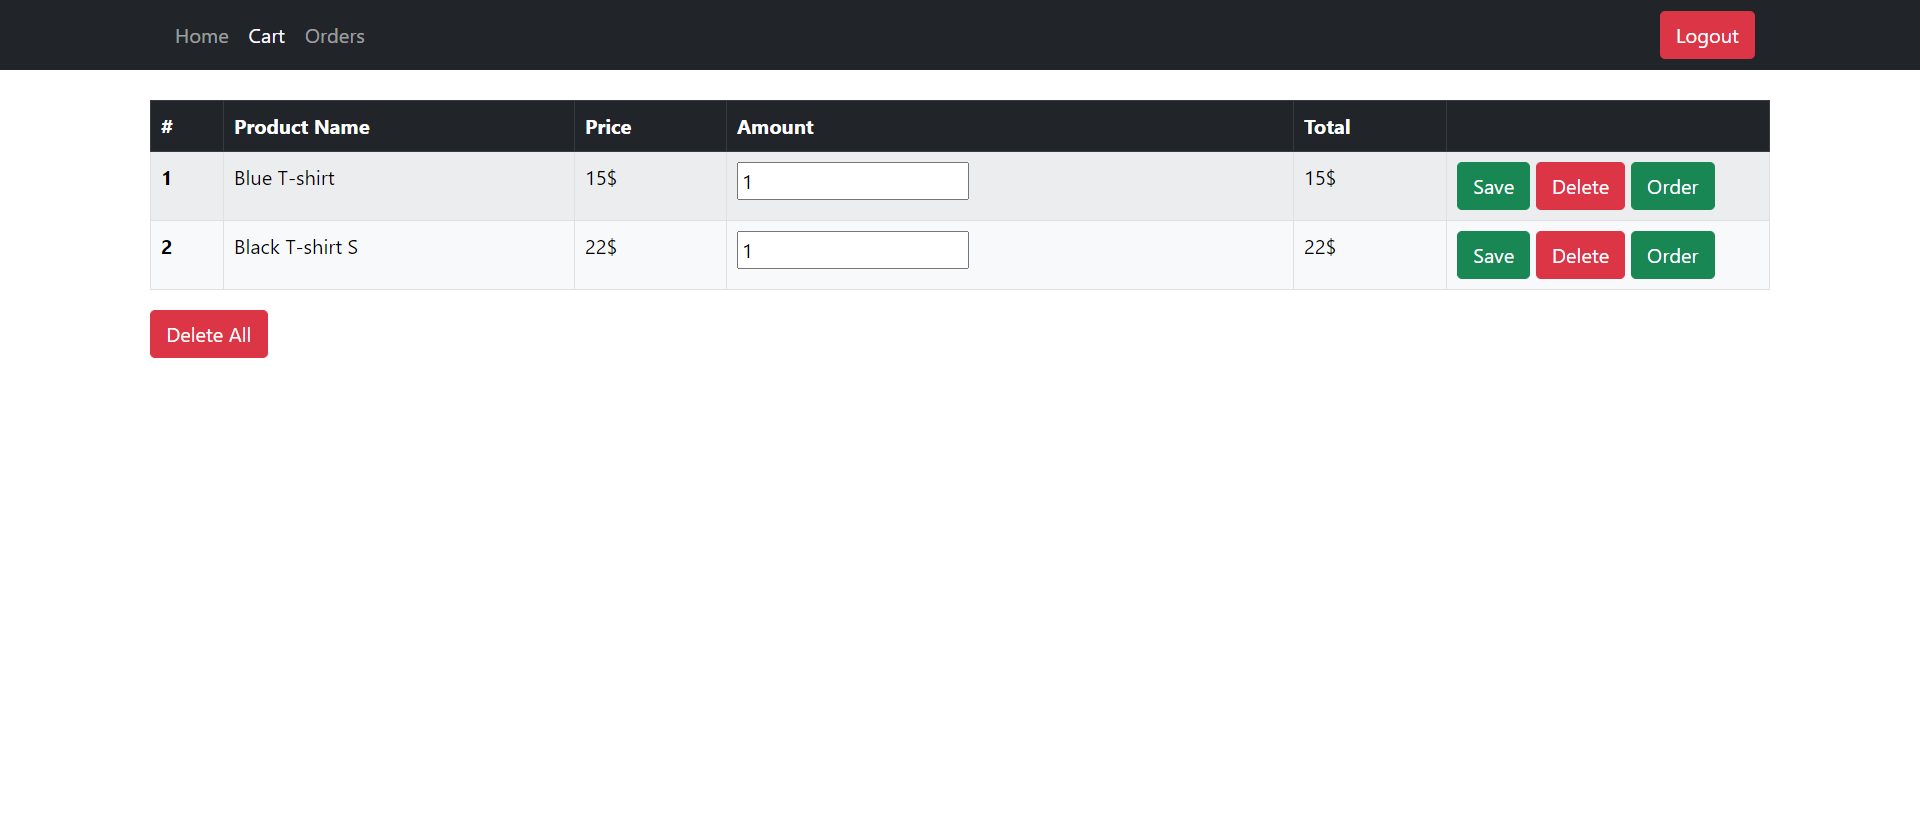 Home Cart Orders Logout
# Product Name Price Amount Total
1 Blue T-shirt 15$ 1 15$ Save Delete Order
2 Black T-shirt S 22$ 1 22$ Save Delete Order
Delete All